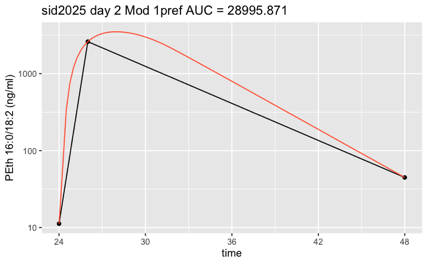 sid2025 day 2 Mod 1pref AUC = 28995.871
PEth 16:0/18:2 (ng/ml)
1000
100
10
24
30
36
42
48
time